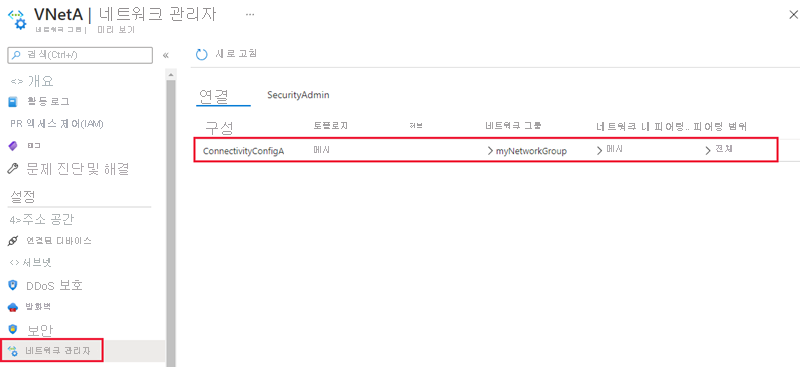 VNetA | 네트워크 관리자 ...
네트워크 그룹 | 미리 보기
검색(Ctrl+/)
«
<> 개요
활동 로그
PR 액세스 제어(IAM)
태그
문제 진단 및 해결
설정
4>주소 공간
연결된 디바이스
<> 서브넷
DDoS 보호
방화벽
보안
네트워크 관리자
새로 고침
연결 SecurityAdmin
구성 토폴로지 허브 네트워크 그룹 네트워크 내 피어링.. 피어링 범위
ConnectivityConfigA 메시 > myNetworkGroup > 메시 > 전체